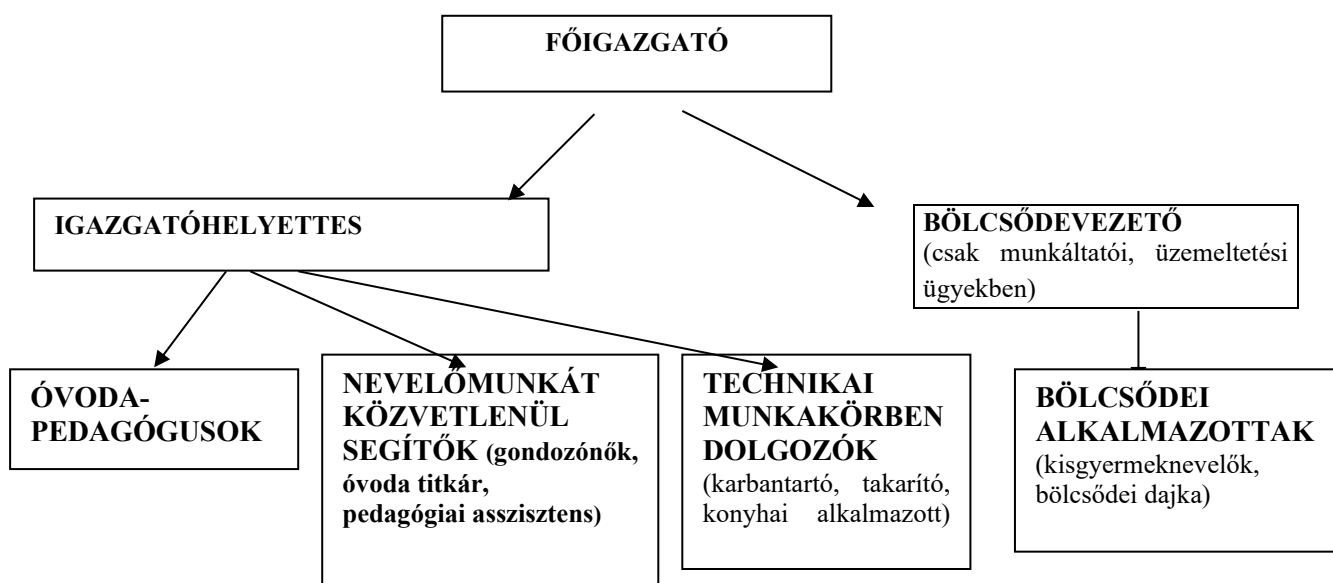 FŐIGAZGATÓ
IGAZGATÓHELYETTES
BÖLCSŐDEVEZETŐ
(csak munkáltatói, üzemeltetési
ügyekben)
ÓVODA-
PEDAGÓGUSOK
NEVELŐMUNKÁT
KÖZVETLENÜL
SEGÍTŐK (gondozónők,
óvoda titkár,
pedagógiai asszisztens)
TECHNIKAI
MUNKAKÖRBEN
DOLGOZÓK
(karbantartó, takarító,
konyhai alkalmazott)
BÖLCSŐDEI
ALKALMAZOTTAK
(kisgyermeknevelők,
bölcsődei dajka)